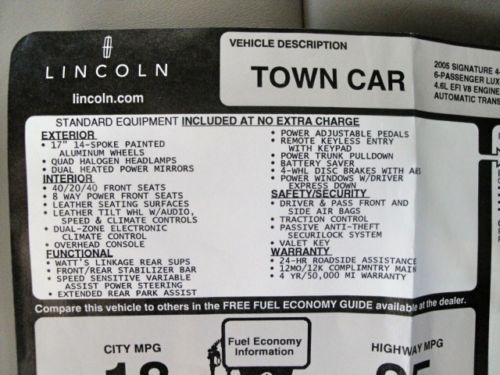 LINCOLN
lincoln.com
VEHICLE DESCRIPTION
TOWN CAR
2005 SIGNATURE 4-
6-PASSENGER LUX
4.6L EFI V8 ENGINE
AUTOMATIC TRANS
STANDARD EQUIPMENT INCLUDED AT NO EXTRA CHARGE
EXTERIOR
• 17" 14-SPOKE PAINTED
ALUMINUM WHEELS
• QUAD HALOGEN HEADLAMPS
• DUAL HEATED POWER MIRRORS
INTERIOR
• 40/20/40 FRONT SEATS
• 8 WAY POWER FRONT SEATS
• LEATHER SEATING SURFACES
• LEATHER TILT WHL W/AUDIO,
SPEED & CLIMATE CONTROLS
• DUAL-ZONE ELECTRONIC
CLIMATE CONTROL
• OVERHEAD CONSOLE
FUNCTIONAL
• WATT'S LINKAGE REAR SUPS
• FRONT/REAR STABILIZER BAR
• SPEED SENSITIVE VARIABLE
ASSIST POWER STEERING
• EXTENDED REAR PARK ASSIST
• POWER ADJUSTABLE PEDALS
• REMOTE KEYLESS ENTRY
WITH KEYPAD
• POWER TRUNK PULLDOWN
• BATTERY SAVER
• 4-WHL DISC BRAKES WITH AB
• POWER WINDOWS W/DRIVER
EXPRESS DOWN
SAFETY/SECURITY
• DRIVER & PASS FRONT AND
SIDE AIR BAGS
• TRACTION CONTROL
• PASSIVE ANTI-THEFT
SECURILOCK SYSTEM
• VALET KEY
WARRANTY
• 24-HR ROADSIDE ASSISTANCE
• 12MO/12K COMPLIMNTRY MAIN
• 4 YR/50,000 MI WARRANTY
Compare this vehicle to others in the FREE FUEL ECONOMY GUIDE available at the dealer.
CITY MPG
Fuel Economy
Information
HIGHWAY MPG